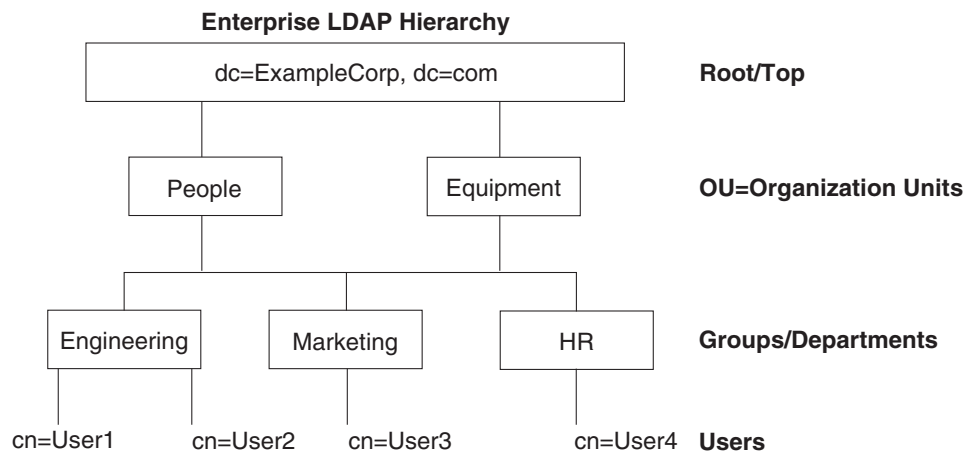 Enterprise LDAP Hierarchy
dc=ExampleCorp, dc=com
Root/Top
People
Equipment
OU=Organization Units
Engineering
Marketing
HR
Groups/Departments
cn=User1
cn=User2
cn=User3
cn=User4
Users